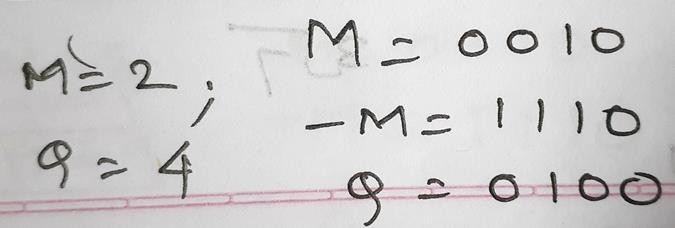 M = 2 ;
Q = 4
M = 0010
-M = 1110
Q = 0100